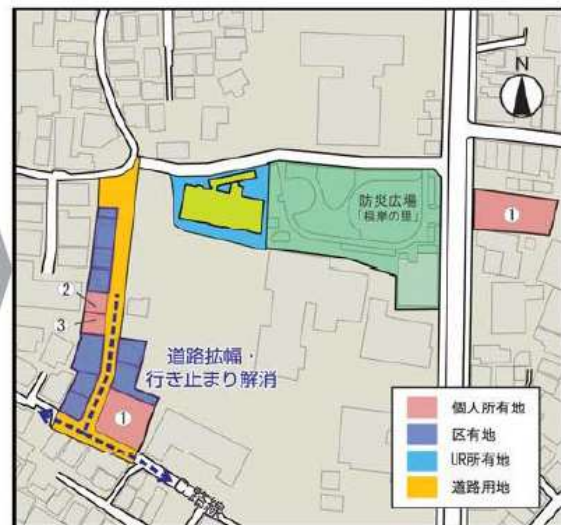 N
防災広場
「根岸の里」
①
②
3
道路拡幅・
行き止まり解消
①
路線
個人所有地
区有地
UR所有地
道路用地